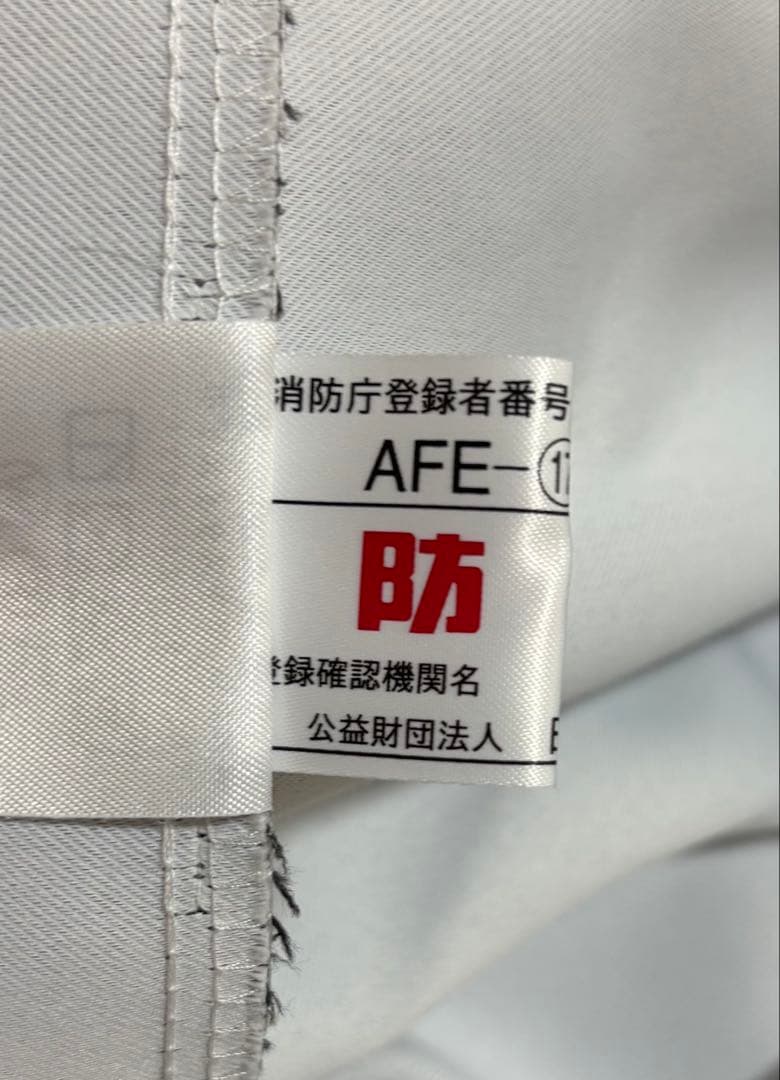 消防庁登録者番号
AFE-⑰
防
登録確認機関名
公益財団法人